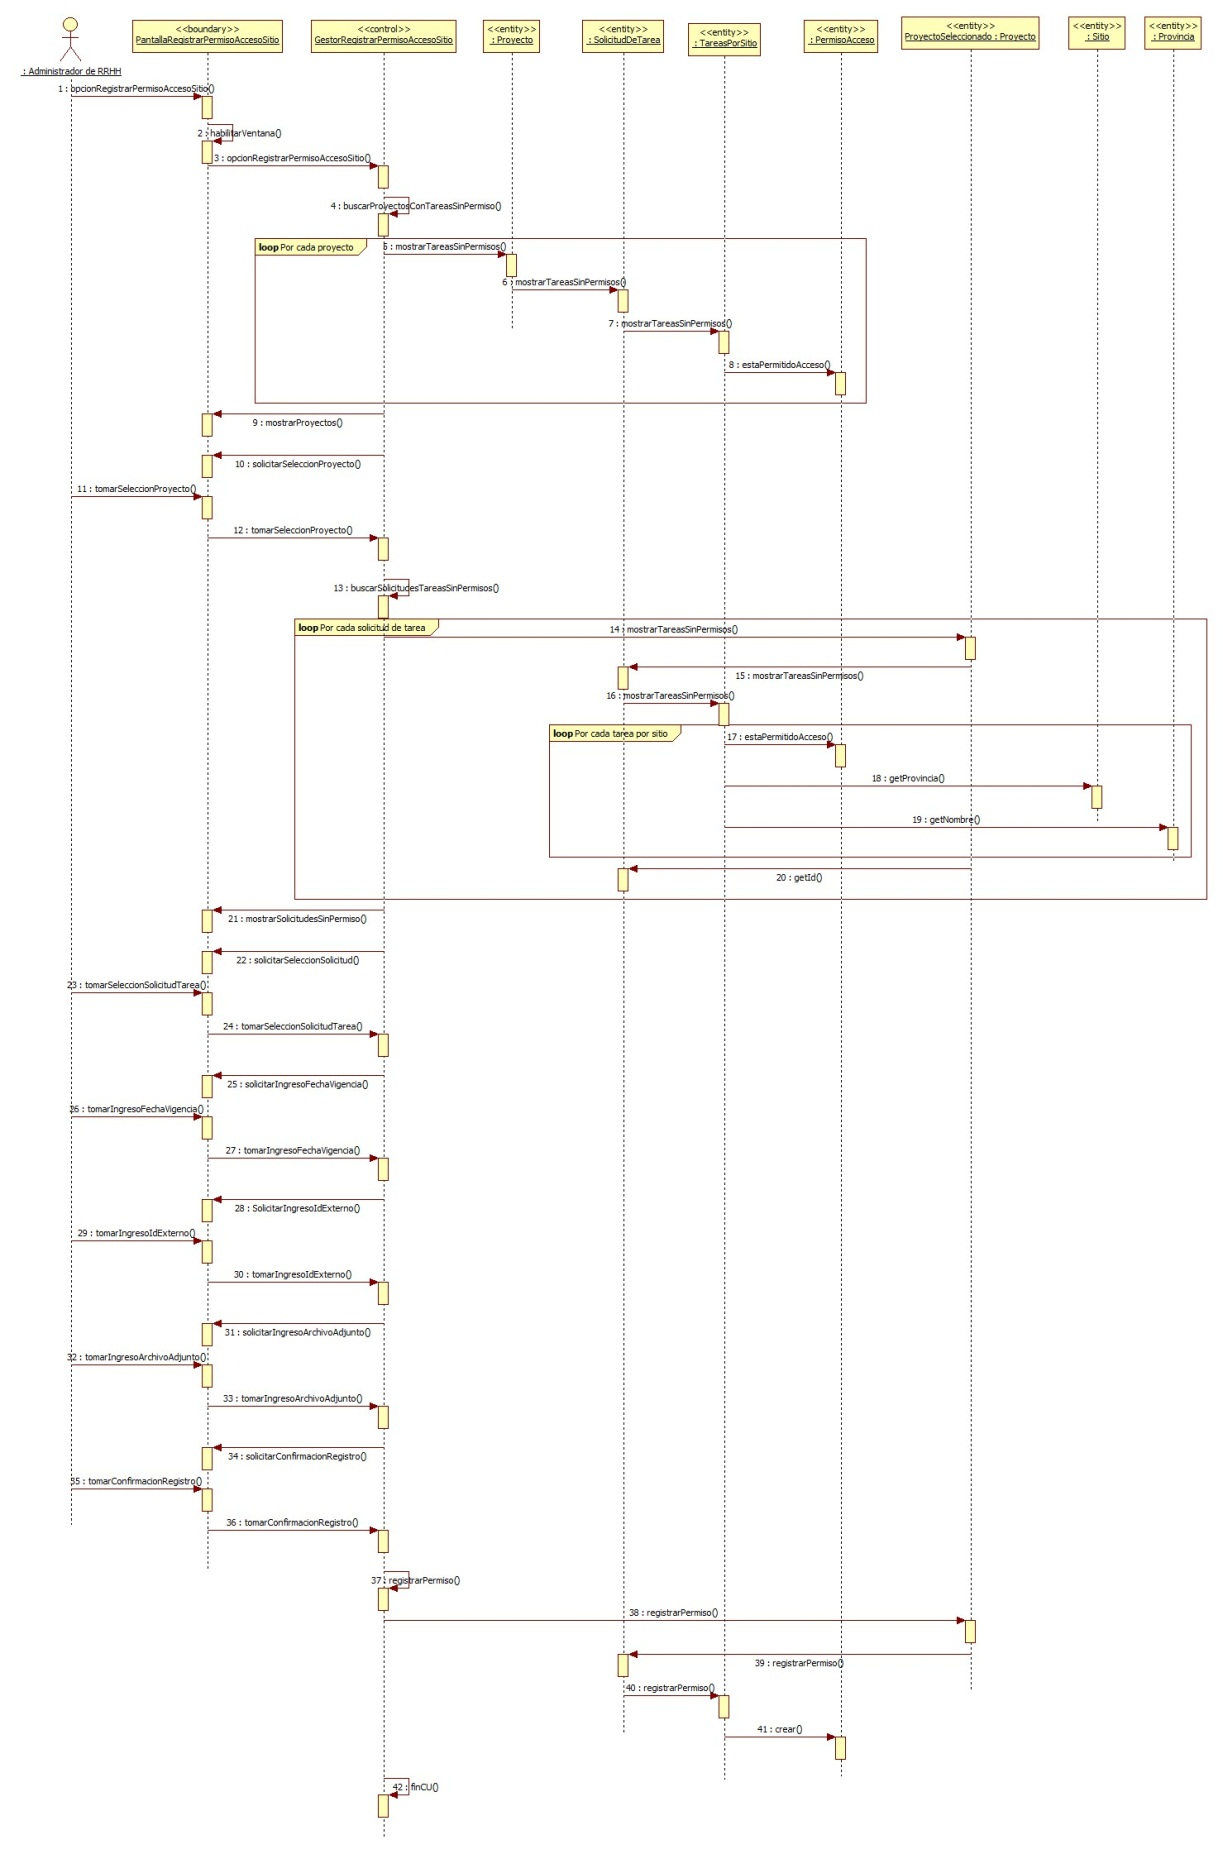 <<boundary>>
PantallaRegistrarPermisoAccesoSitio
<<control>>
GestorRegistrarPermisoAccesoSitio
<<entity>>
: Proyecto
<<entity>>
: SolicitudDeTarea
<<entity>>
: TareasPorSitio
<<entity>>
: PermisoAcceso
<<entity>>
ProyectoSeleccionado : Proyecto
<<entity>>
: Sitio
<<entity>>
: Provincia
: Administrador de RRHH
1 : opcionRegistrarPermisoAccesoSitio()
2 : habilitarVentana()
3 : opcionRegistrarPermisoAccesoSitio()
4 : buscarProyectosConTareasSinPermiso()
loop Por cada proyecto
5 : mostrarTareasSinPermisos()
6 : mostrarTareasSinPermisos()
7 : mostrarTareasSinPermisos()
8 : estaPermitidoAcceso()
9 : mostrarProyectos()
10 : solicitarSeleccionProyecto()
11 : tomarSeleccionProyecto()
12 : tomarSeleccionProyecto()
13 : buscarSolicitudesTareasSinPermisos()
loop Por cada solicitud de tarea
14 : mostrarTareasSinPermisos()
15 : mostrarTareasSinPermisos()
16 : mostrarTareasSinPermisos()
loop Por cada tarea por sitio
17 : estaPermitidoAcceso()
18 : getProvincia()
19 : getNombre()
20 : getId()
21 : mostrarSolicitudesSinPermiso()
22 : solicitarSeleccionSolicitud()
23 : tomarSeleccionSolicitudTarea()
24 : tomarSeleccionSolicitudTarea()
25 : solicitarIngresoFechaVigencia()
26 : tomarIngresoFechaVigencia()
27 : tomarIngresoFechaVigencia()
28 : SolicitarIngresoIdExterno()
29 : tomarIngresoIdExterno()
30 : tomarIngresoIdExterno()
31 : solicitarIngresoArchivoAdjunto()
32 : tomarIngresoArchivoAdjunto()
33 : tomarIngresoArchivoAdjunto()
34 : solicitarConfirmacionRegistro()
35 : tomarConfirmacionRegistro()
36 : tomarConfirmacionRegistro()
37 : registrarPermiso()
38 : registrarPermiso()
39 : registrarPermiso()
40 : registrarPermiso()
41 : crear()
42 : finCU()